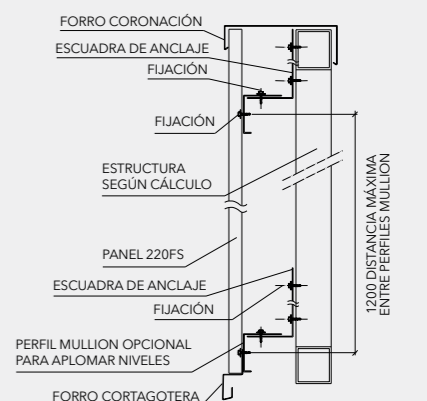 FORRO CORONACIÓN
ESCUADRA DE ANCLAJE
FIJACIÓN
FIJACIÓN
ESTRUCTURA
SEGÚN CÁLCULO
PANEL 220FS
ESCUADRA DE ANCLAJE
FIJACIÓN
PERFIL MULLION OPCIONAL
PARA APLOMAR NIVELES
FORRO CORTAGOTERA
1200 DISTANCIA MÁXIMA
ENTRE PERFILES MULLION